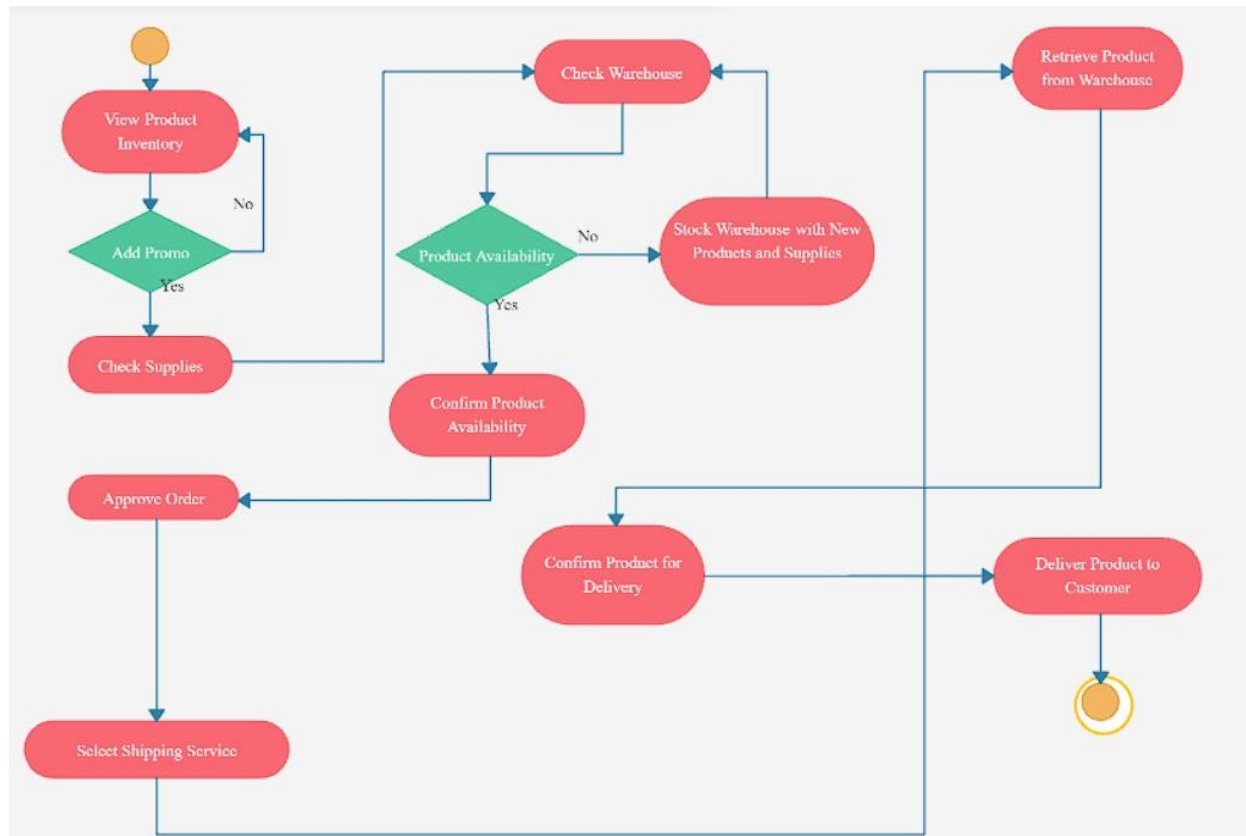 View Product
Inventory
No
Add Promo
Yes
Check Supplies
Check Warehouse
Product Availability
No
Stock Warehouse with New
Products and Supplies
Yes
Confirm Product
Availability
Approve Order
Select Shipping Service
Retrieve Product
from Warehouse
Confirm Product for
Delivery
Deliver Product to
Customer